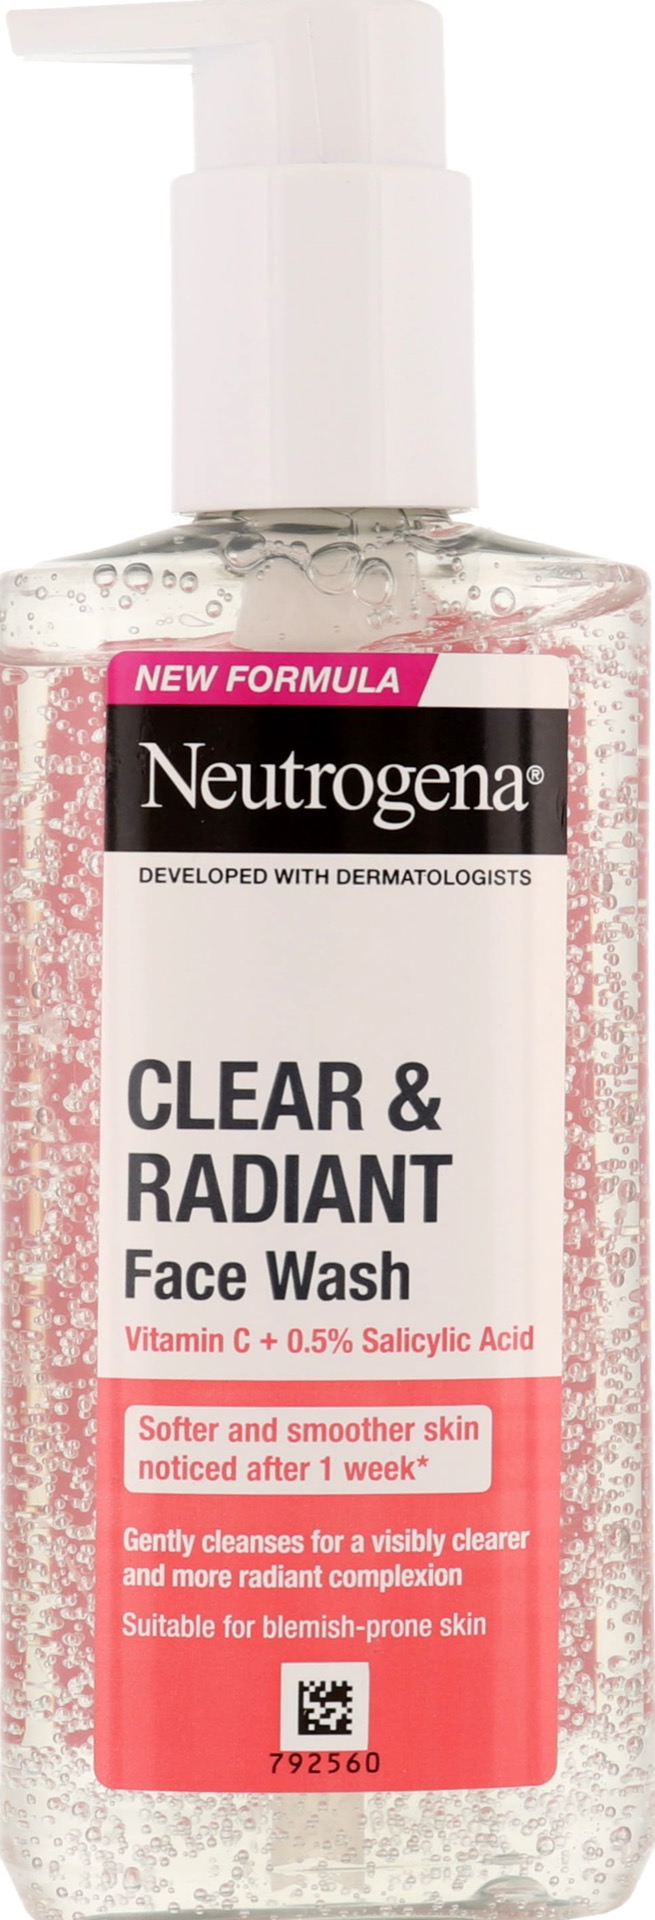 NEW FORMULA
Neutrogena®
DEVELOPED WITH DERMATOLOGISTS
CLEAR &
RADIANT
Face Wash
Vitamin C + 0.5% Salicylic Acid
Softer and smoother skin
noticed after 1 week*
Gently cleanses for a visibly clearer
and more radiant complexion
Suitable for blemish-prone skin
792560